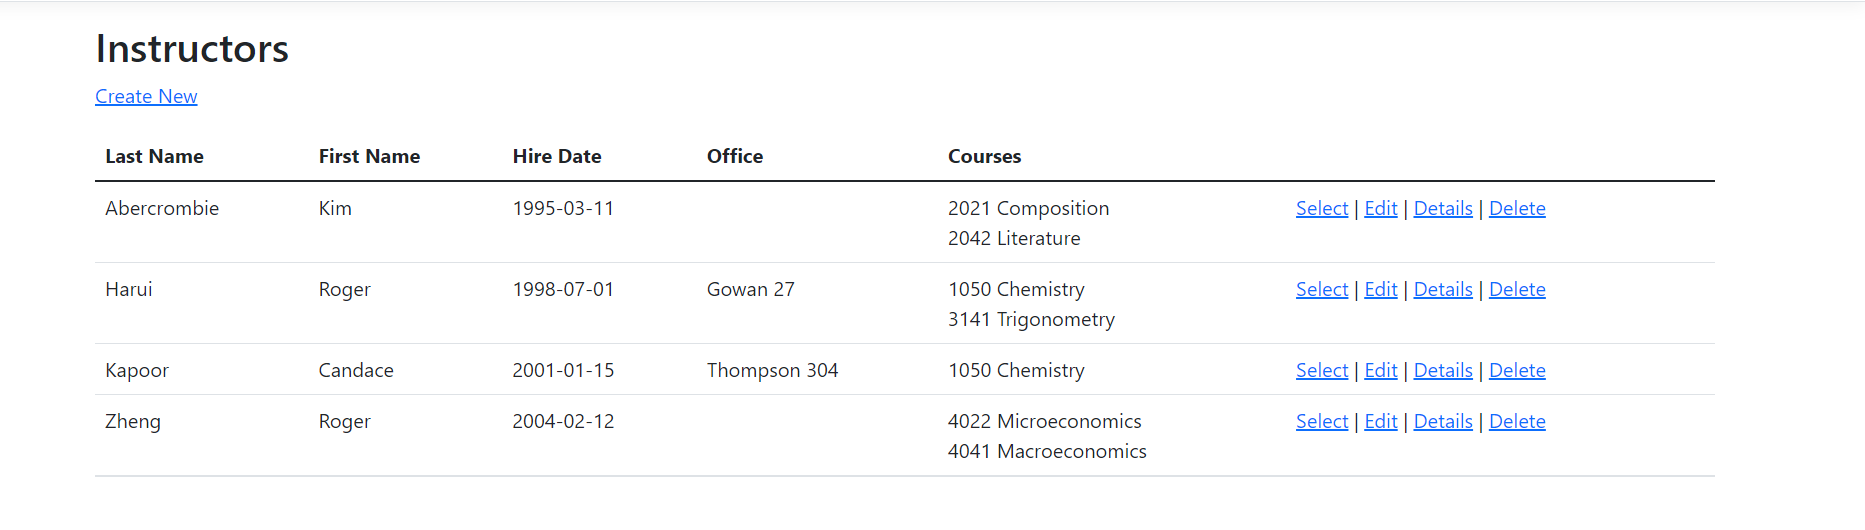 Instructors
Create New
Last Name First Name Hire Date Office Courses
Abercrombie Kim 1995-03-11 2021 Composition Select | Edit | Details | Delete
2042 Literature
Harui Roger 1998-07-01 Gowan 27 1050 Chemistry Select | Edit | Details | Delete
3141 Trigonometry
Kapoor Candace 2001-01-15 Thompson 304 1050 Chemistry Select | Edit | Details | Delete
Zheng Roger 2004-02-12 4022 Microeconomics Select | Edit | Details | Delete
4041 Macroeconomics